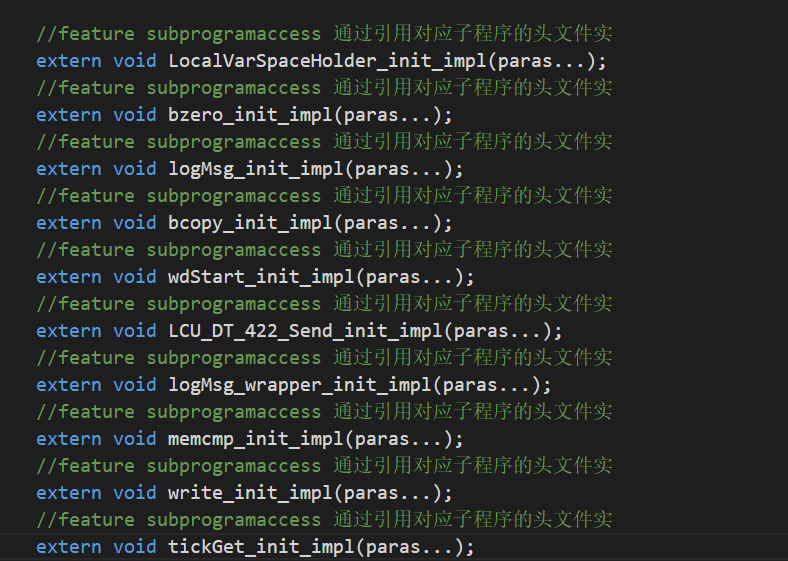 //feature subprogramaccess 通过引用对应子程序的头文件实
extern void LocalVarSpaceHolder_init_impl(paras...);
//feature subprogramaccess 通过引用对应子程序的头文件实
extern void bzero_init_impl(paras...);
//feature subprogramaccess 通过引用对应子程序的头文件实
extern void logMsg_init_impl(paras...);
//feature subprogramaccess 通过引用对应子程序的头文件实
extern void bcopy_init_impl(paras...);
//feature subprogramaccess 通过引用对应子程序的头文件实
extern void wdStart_init_impl(paras...);
//feature subprogramaccess 通过引用对应子程序的头文件实
extern void LCU_DT_422_Send_init_impl(paras...);
//feature subprogramaccess 通过引用对应子程序的头文件实
extern void logMsg_wrapper_init_impl(paras...);
//feature subprogramaccess 通过引用对应子程序的头文件实
extern void memcmp_init_impl(paras...);
//feature subprogramaccess 通过引用对应子程序的头文件实
extern void write_init_impl(paras...);
//feature subprogramaccess 通过引用对应子程序的头文件实
extern void tickGet_init_impl(paras...);